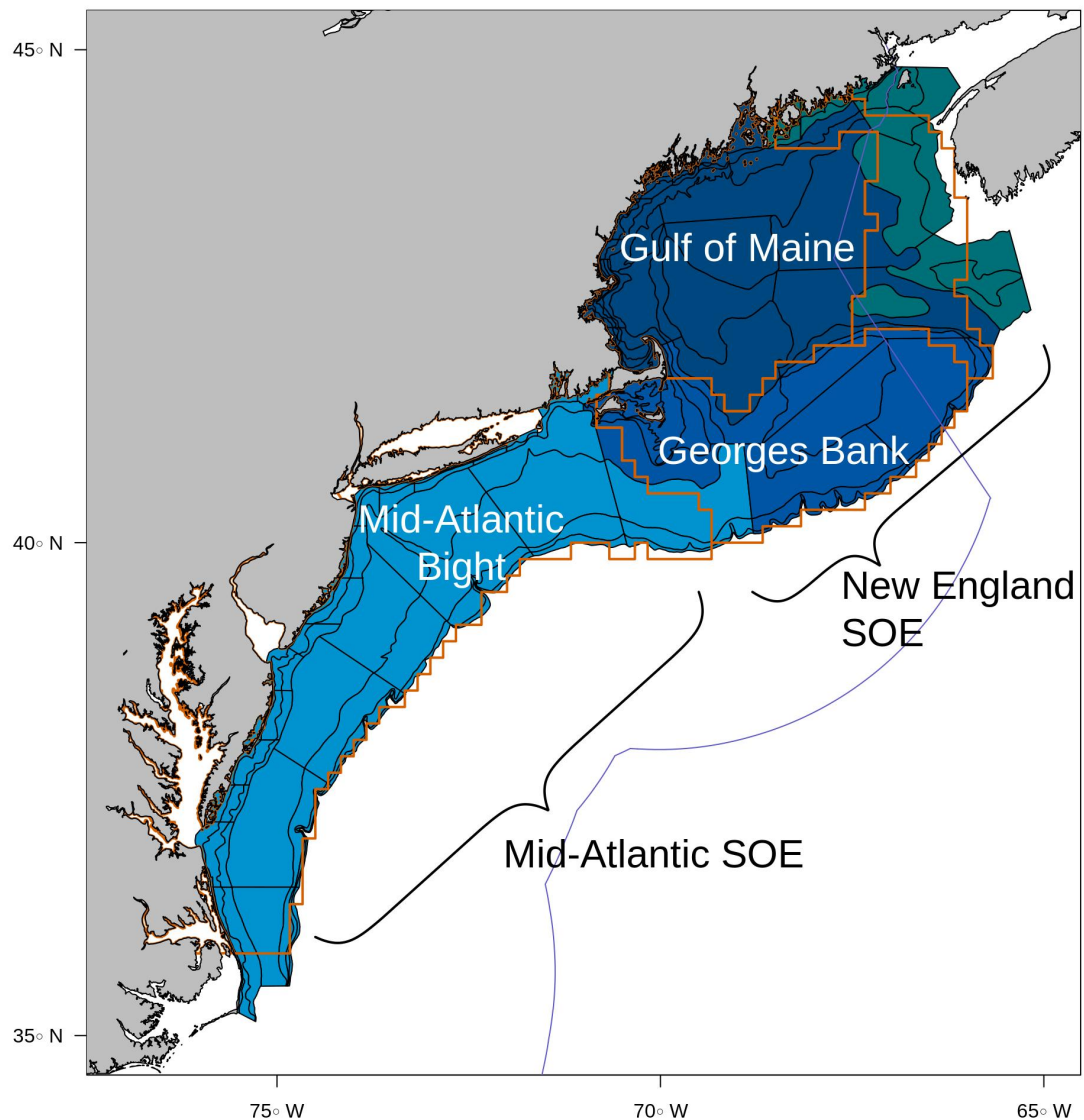 45○ N
Gulf of Maine
Georges Bank
Mid-Atlantic
Bight
40○ N
New England
SOE
Mid-Atlantic SOE
35○ N
75○ W
70○ W
65○ W